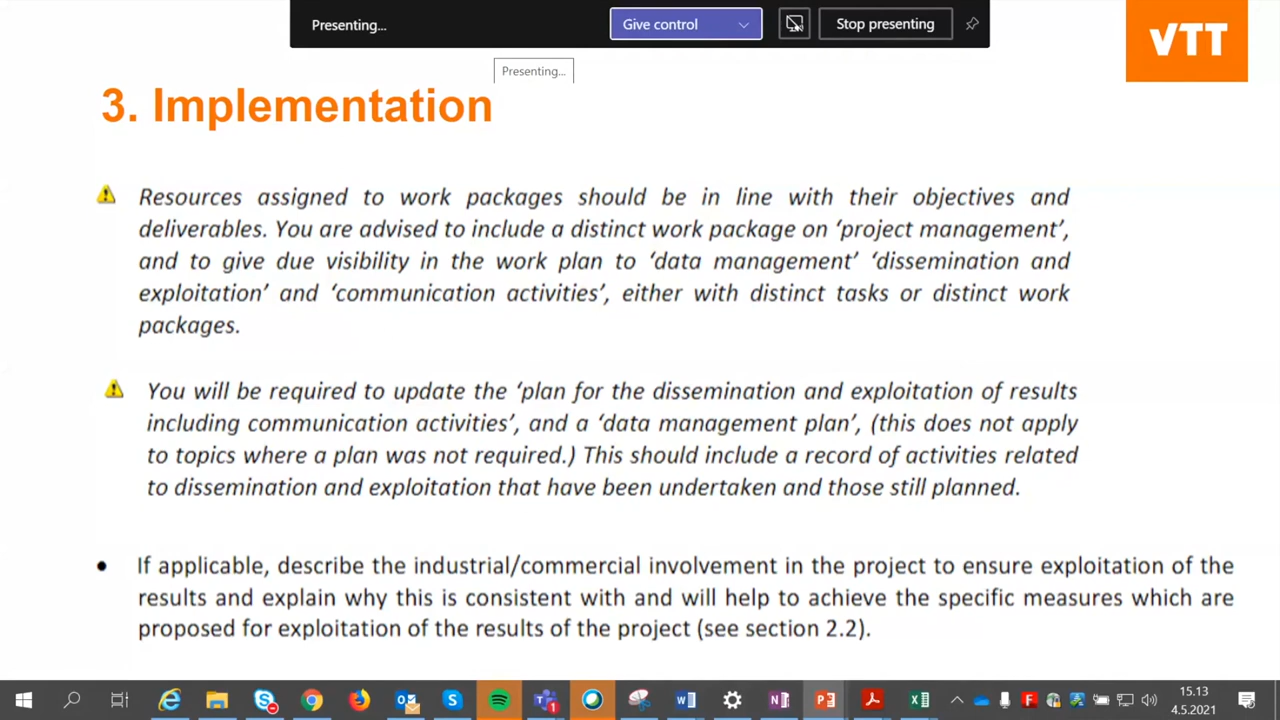 Presenting...
Give control
Stop presenting
VTT
Presenting...
3. Implementation
Resources assigned to work packages should be in line with their objectives and
deliverables. You are advised to include a distinct work package on ‘project management’,
and to give due visibility in the work plan to ‘data management’ ‘dissemination and
exploitation’ and ‘communication activities’, either with distinct tasks or distinct work
packages.
You will be required to update the ‘plan for the dissemination and exploitation of results
including communication activities’, and a ‘data management plan’, (this does not apply
to topics where a plan was not required.) This should include a record of activities related
to dissemination and exploitation that have been undertaken and those still planned.
• If applicable, describe the industrial/commercial involvement in the project to ensure exploitation of the
results and explain why this is consistent with and will help to achieve the specific measures which are
proposed for exploitation of the results of the project (see section 2.2).
15.13
4.5.2021